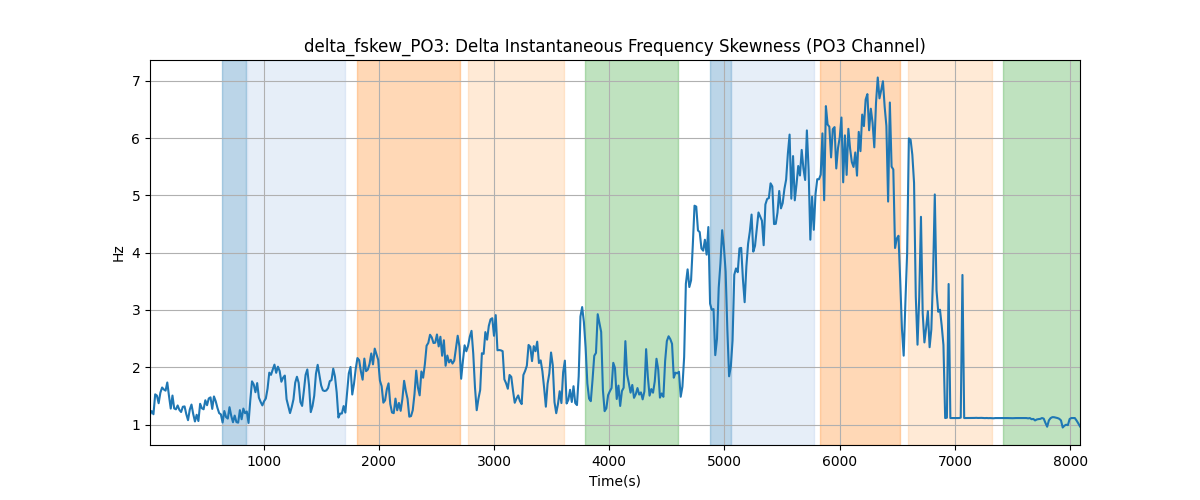 delta_fskew_PO3: Delta Instantaneous Frequency Skewness (PO3 Channel)
7
6
5
4
3
2
1
Hz
1000 2000 3000 4000 5000 6000 7000 8000
Time(s)